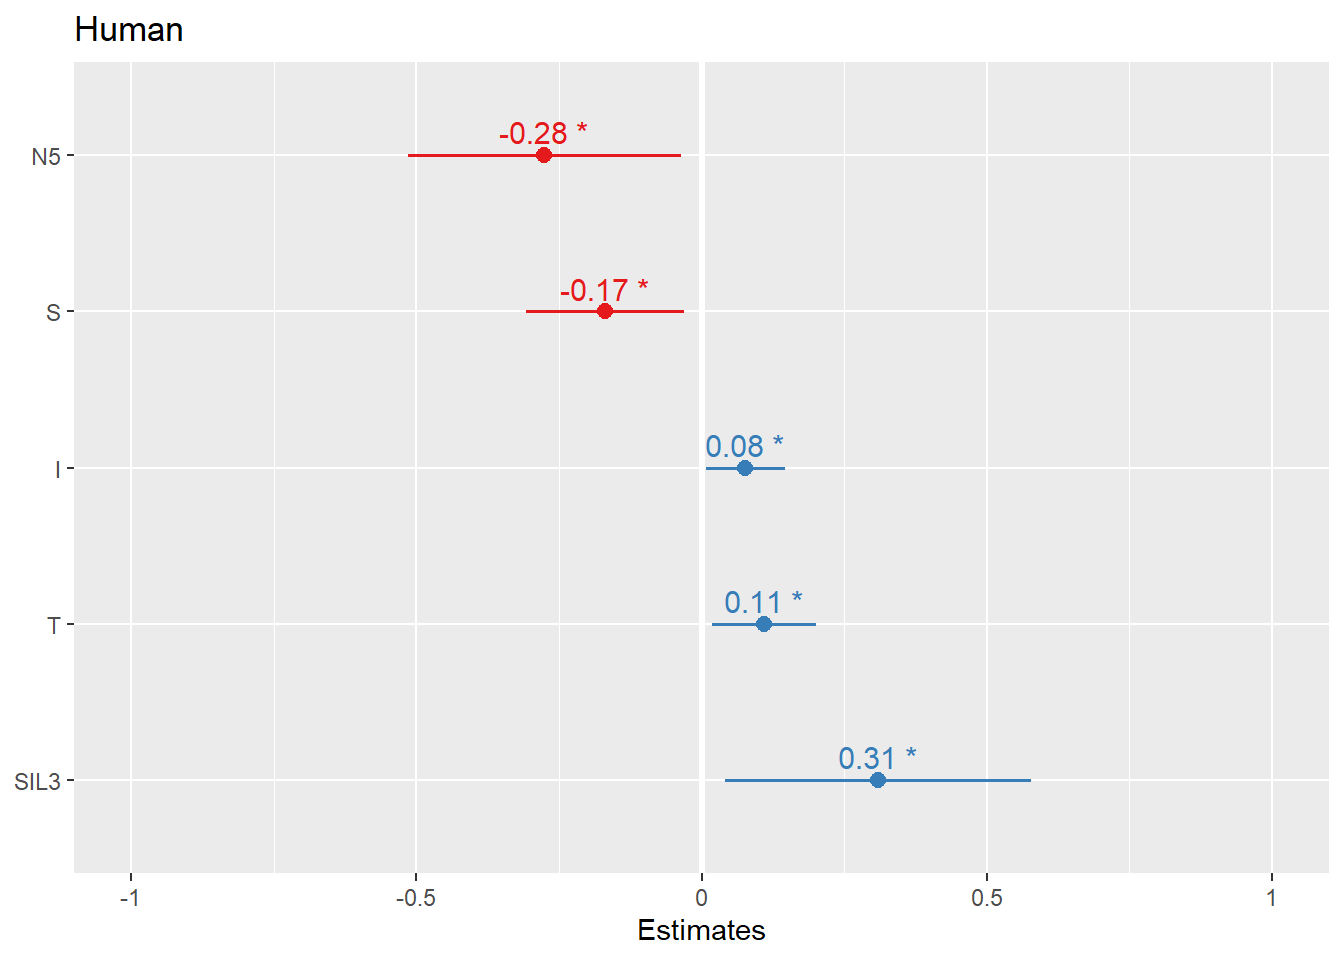 Human
N5
-0.28 *
S
-0.17 *
I
0.08 *
T
0.11 *
SIL3
0.31 *
-1
-0.5
0
0.5
1
Estimates